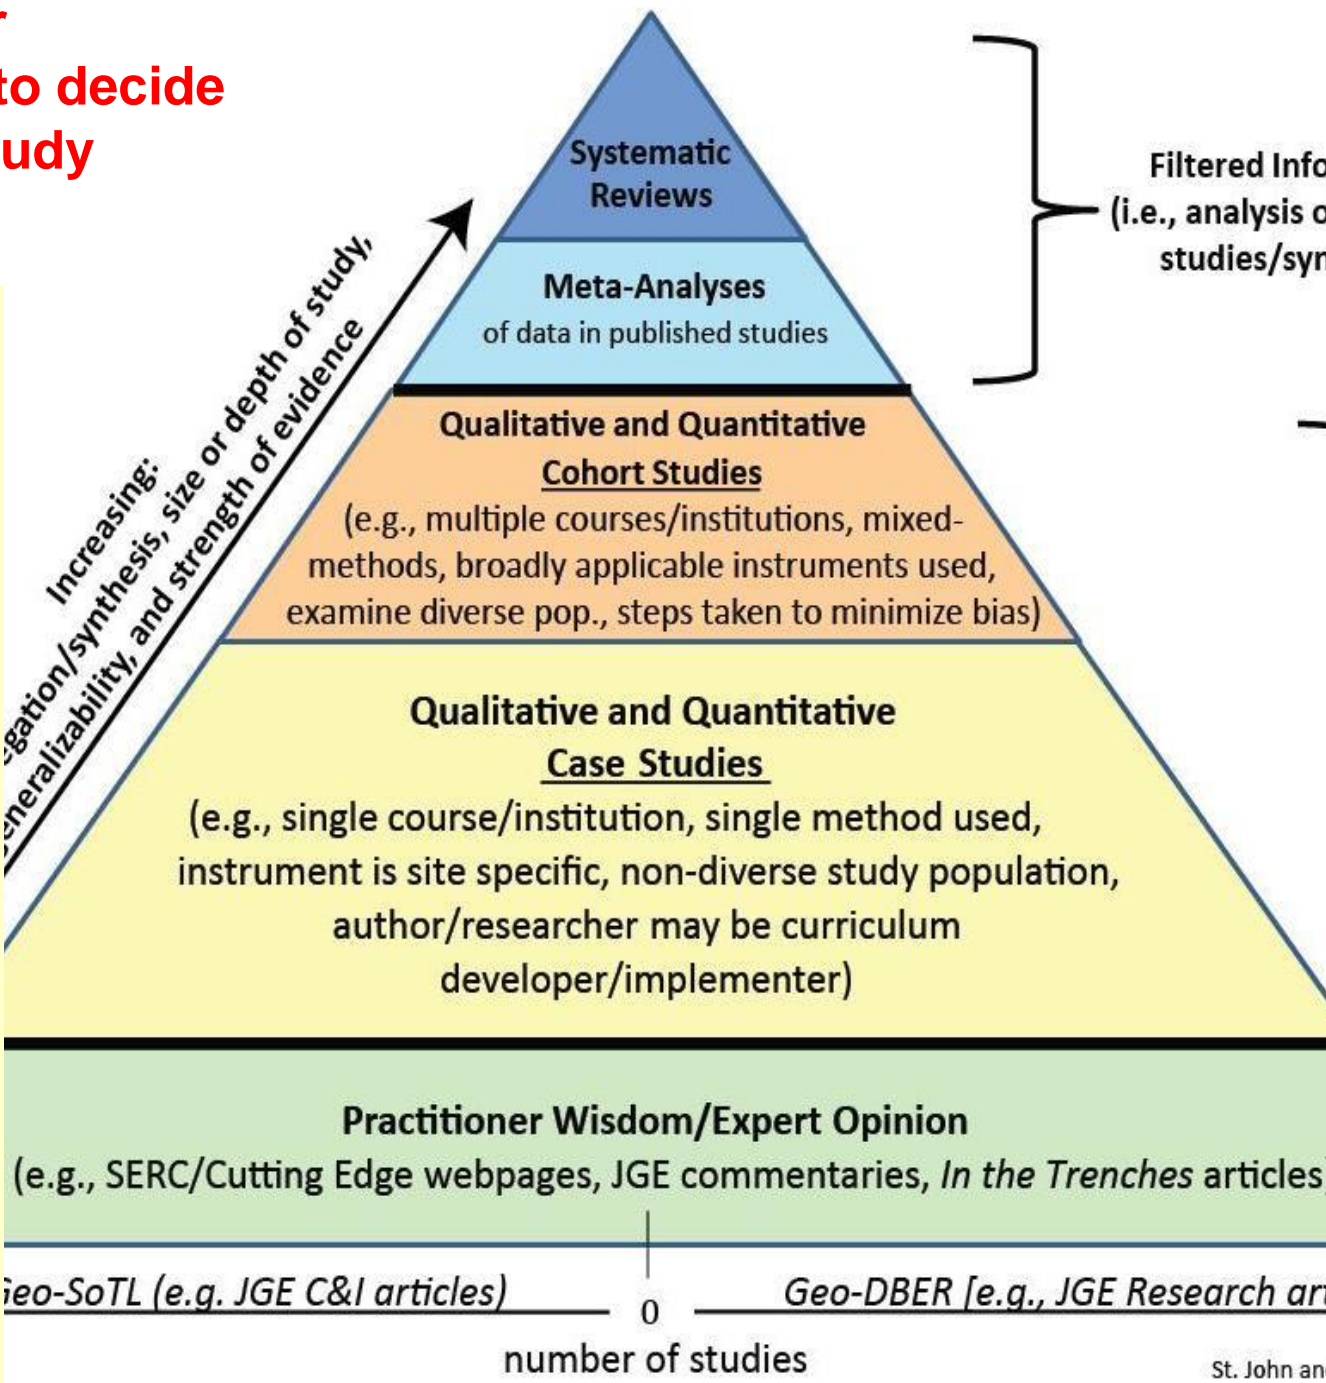 to decide
udy
Systematic
Reviews
Filtered Info
(i.e., analysis o
studies/syn
Meta-Analyses
of data in published studies
Increasing:
egation/synthesis, size or depth of study,
eneralizability, and strength of evidence
Qualitative and Quantitative
Cohort Studies
(e.g., multiple courses/institutions, mixed-
methods, broadly applicable instruments used,
examine diverse pop., steps taken to minimize bias)
Qualitative and Quantitative
Case Studies
(e.g., single course/institution, single method used,
instrument is site specific, non-diverse study population,
author/researcher may be curriculum
developer/implementer)
Practitioner Wisdom/Expert Opinion
(e.g., SERC/Cutting Edge webpages, JGE commentaries, In the Trenches articles)
Geo-SoTL (e.g. JGE C&I articles)
0
Geo-DBER [e.g., JGE Research art
number of studies
St. John an